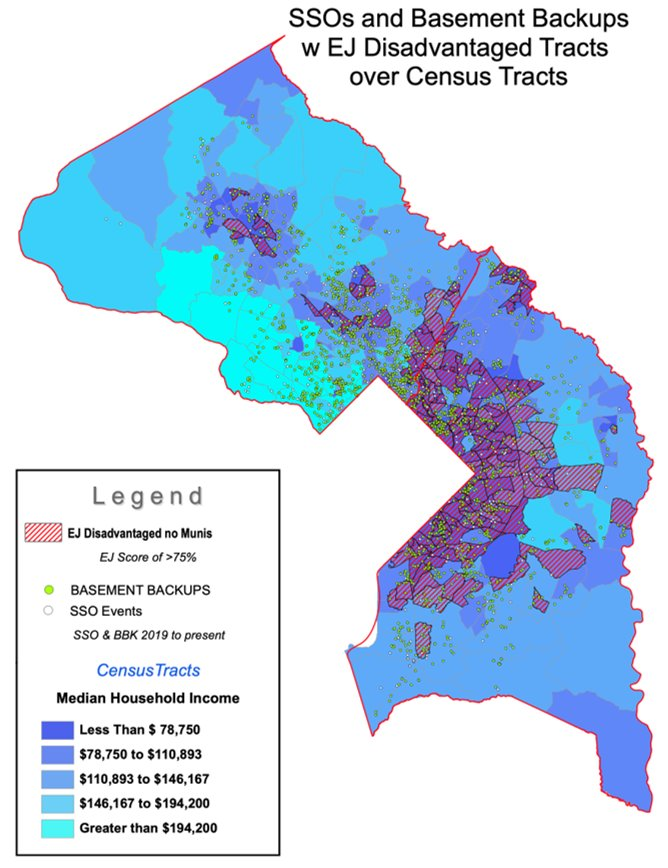 SSOs and Basement Backups
w EJ Disadvantaged Tracts
over Census Tracts
Legend
EJ Disadvantaged no Munis
EJ Score of >75%
BASEMENT BACKUPS
SSO Events
SSO & BBK 2019 to present
CensusTracts
Median Household Income
Less Than $ 78,750
$78,750 to $110,893
$110,893 to $146,167
$146,167 to $194,200
Greater than $194,200